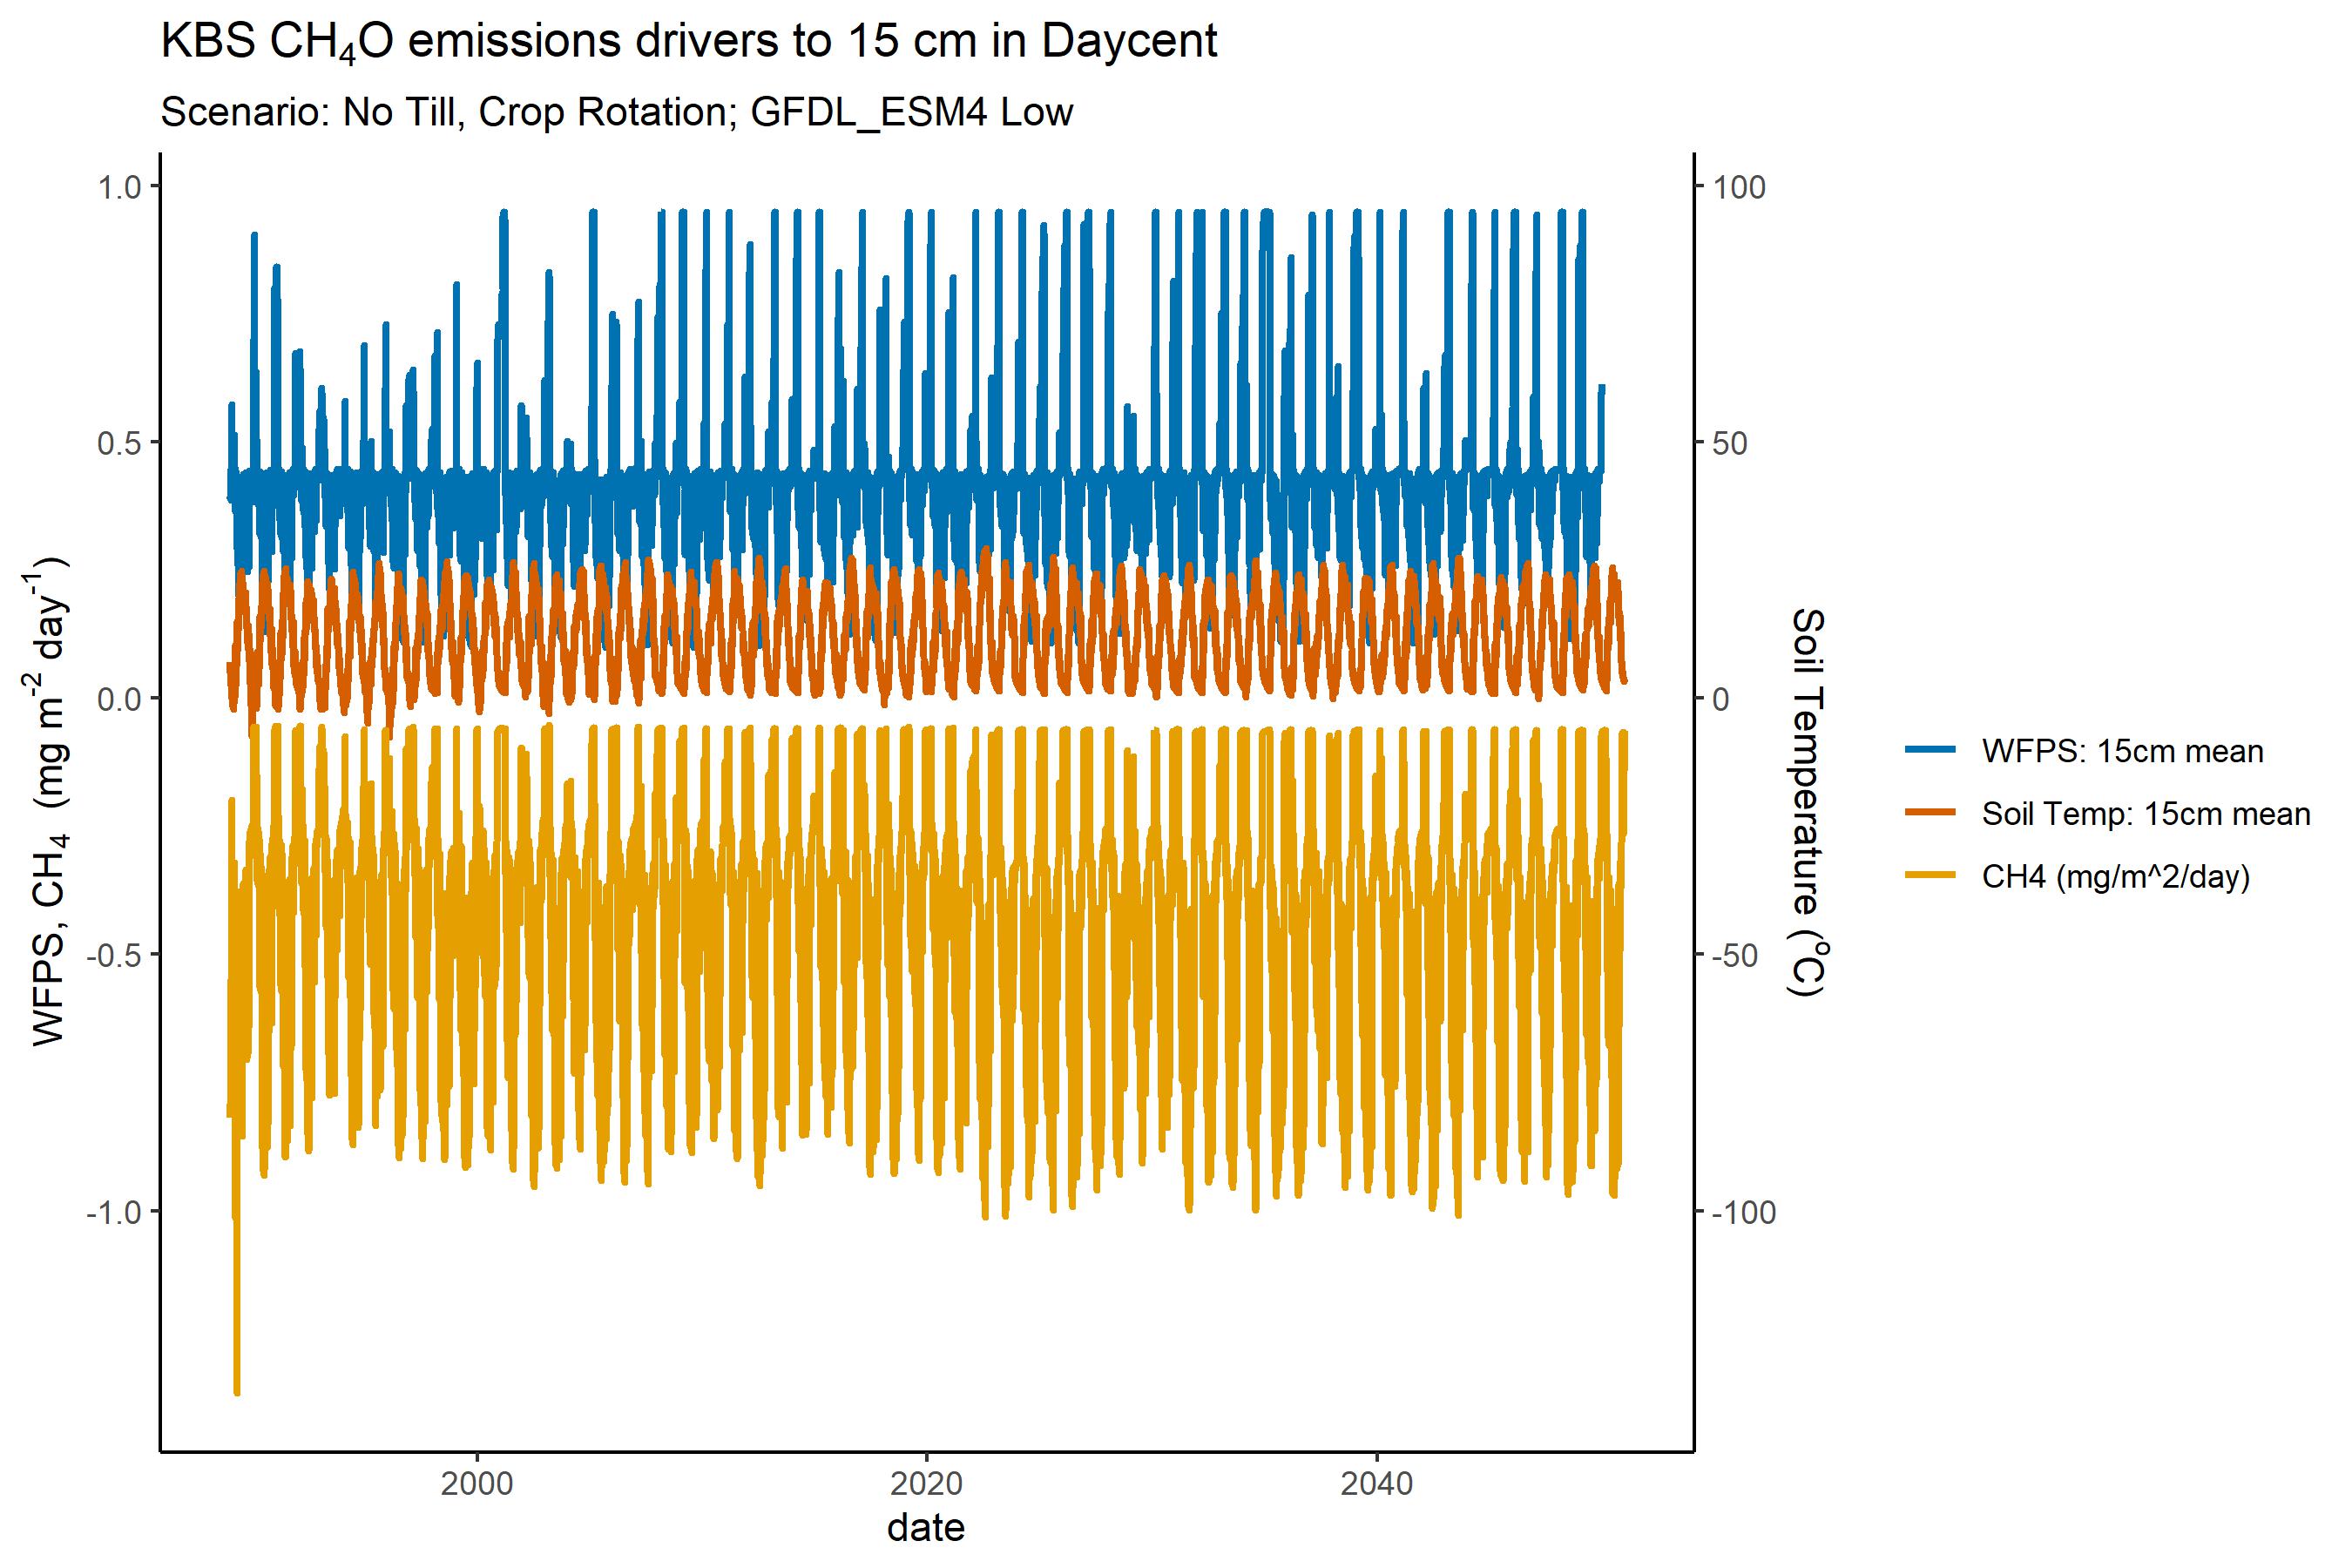 KBS CH₄O emissions drivers to 15 cm in Daycent
Scenario: No Till, Crop Rotation; GFDL_ESM4 Low
WFPS, CH₄ (mg m⁻² day⁻¹)
1.0
0.5
0.0
-0.5
-1.0
100
50
0
-50
-100
Soil Temperature (⁰C)
2000
2020
2040
date
WFPS: 15cm mean
Soil Temp: 15cm mean
CH4 (mg/m^2/day)